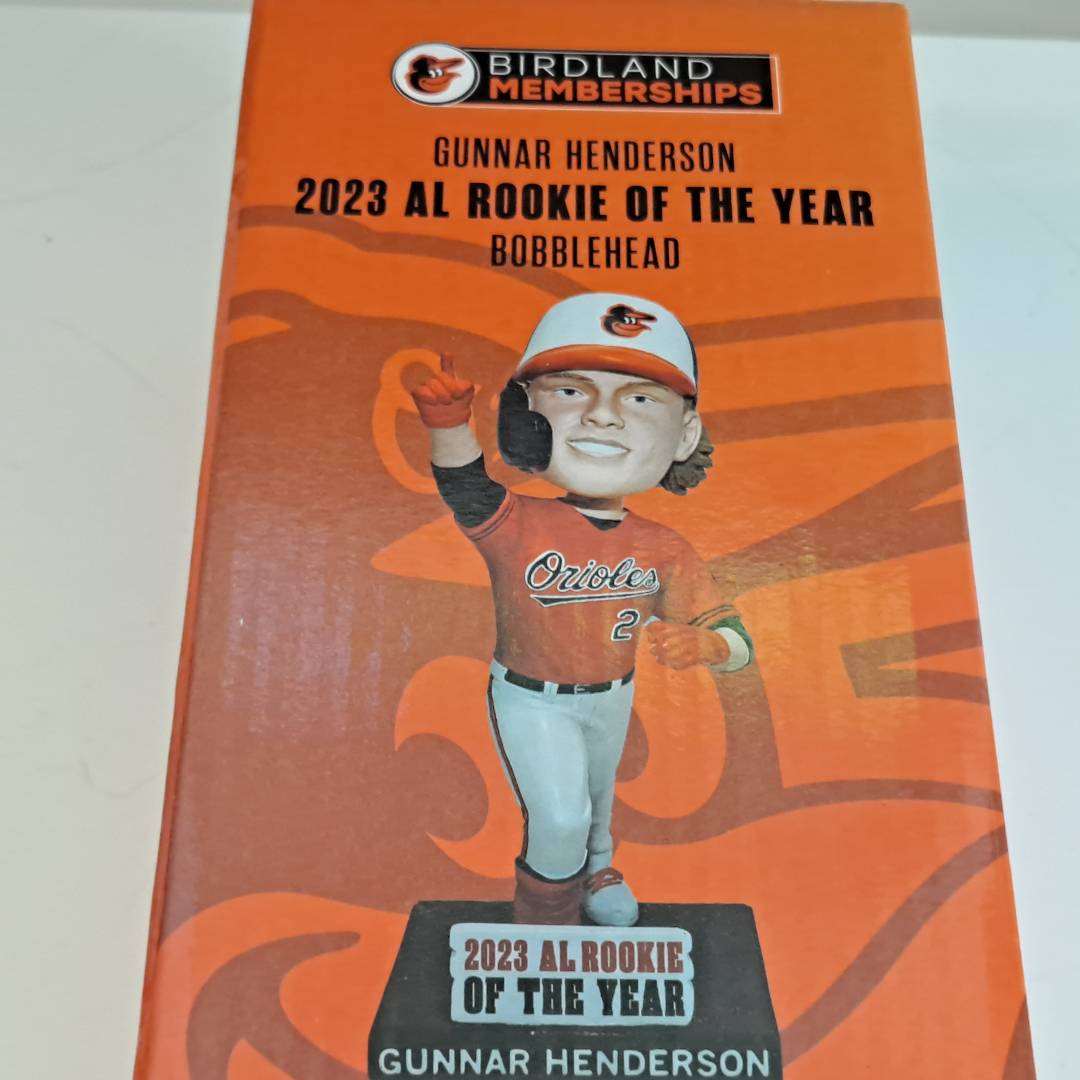 BIRDLAND
MEMBERSHIPS
GUNNAR HENDERSON
2023 AL ROOKIE OF THE YEAR
BOBBLEHEAD
Orioles
2
2023 AL ROOKIE
OF THE YEAR
GUNNAR HENDERSON